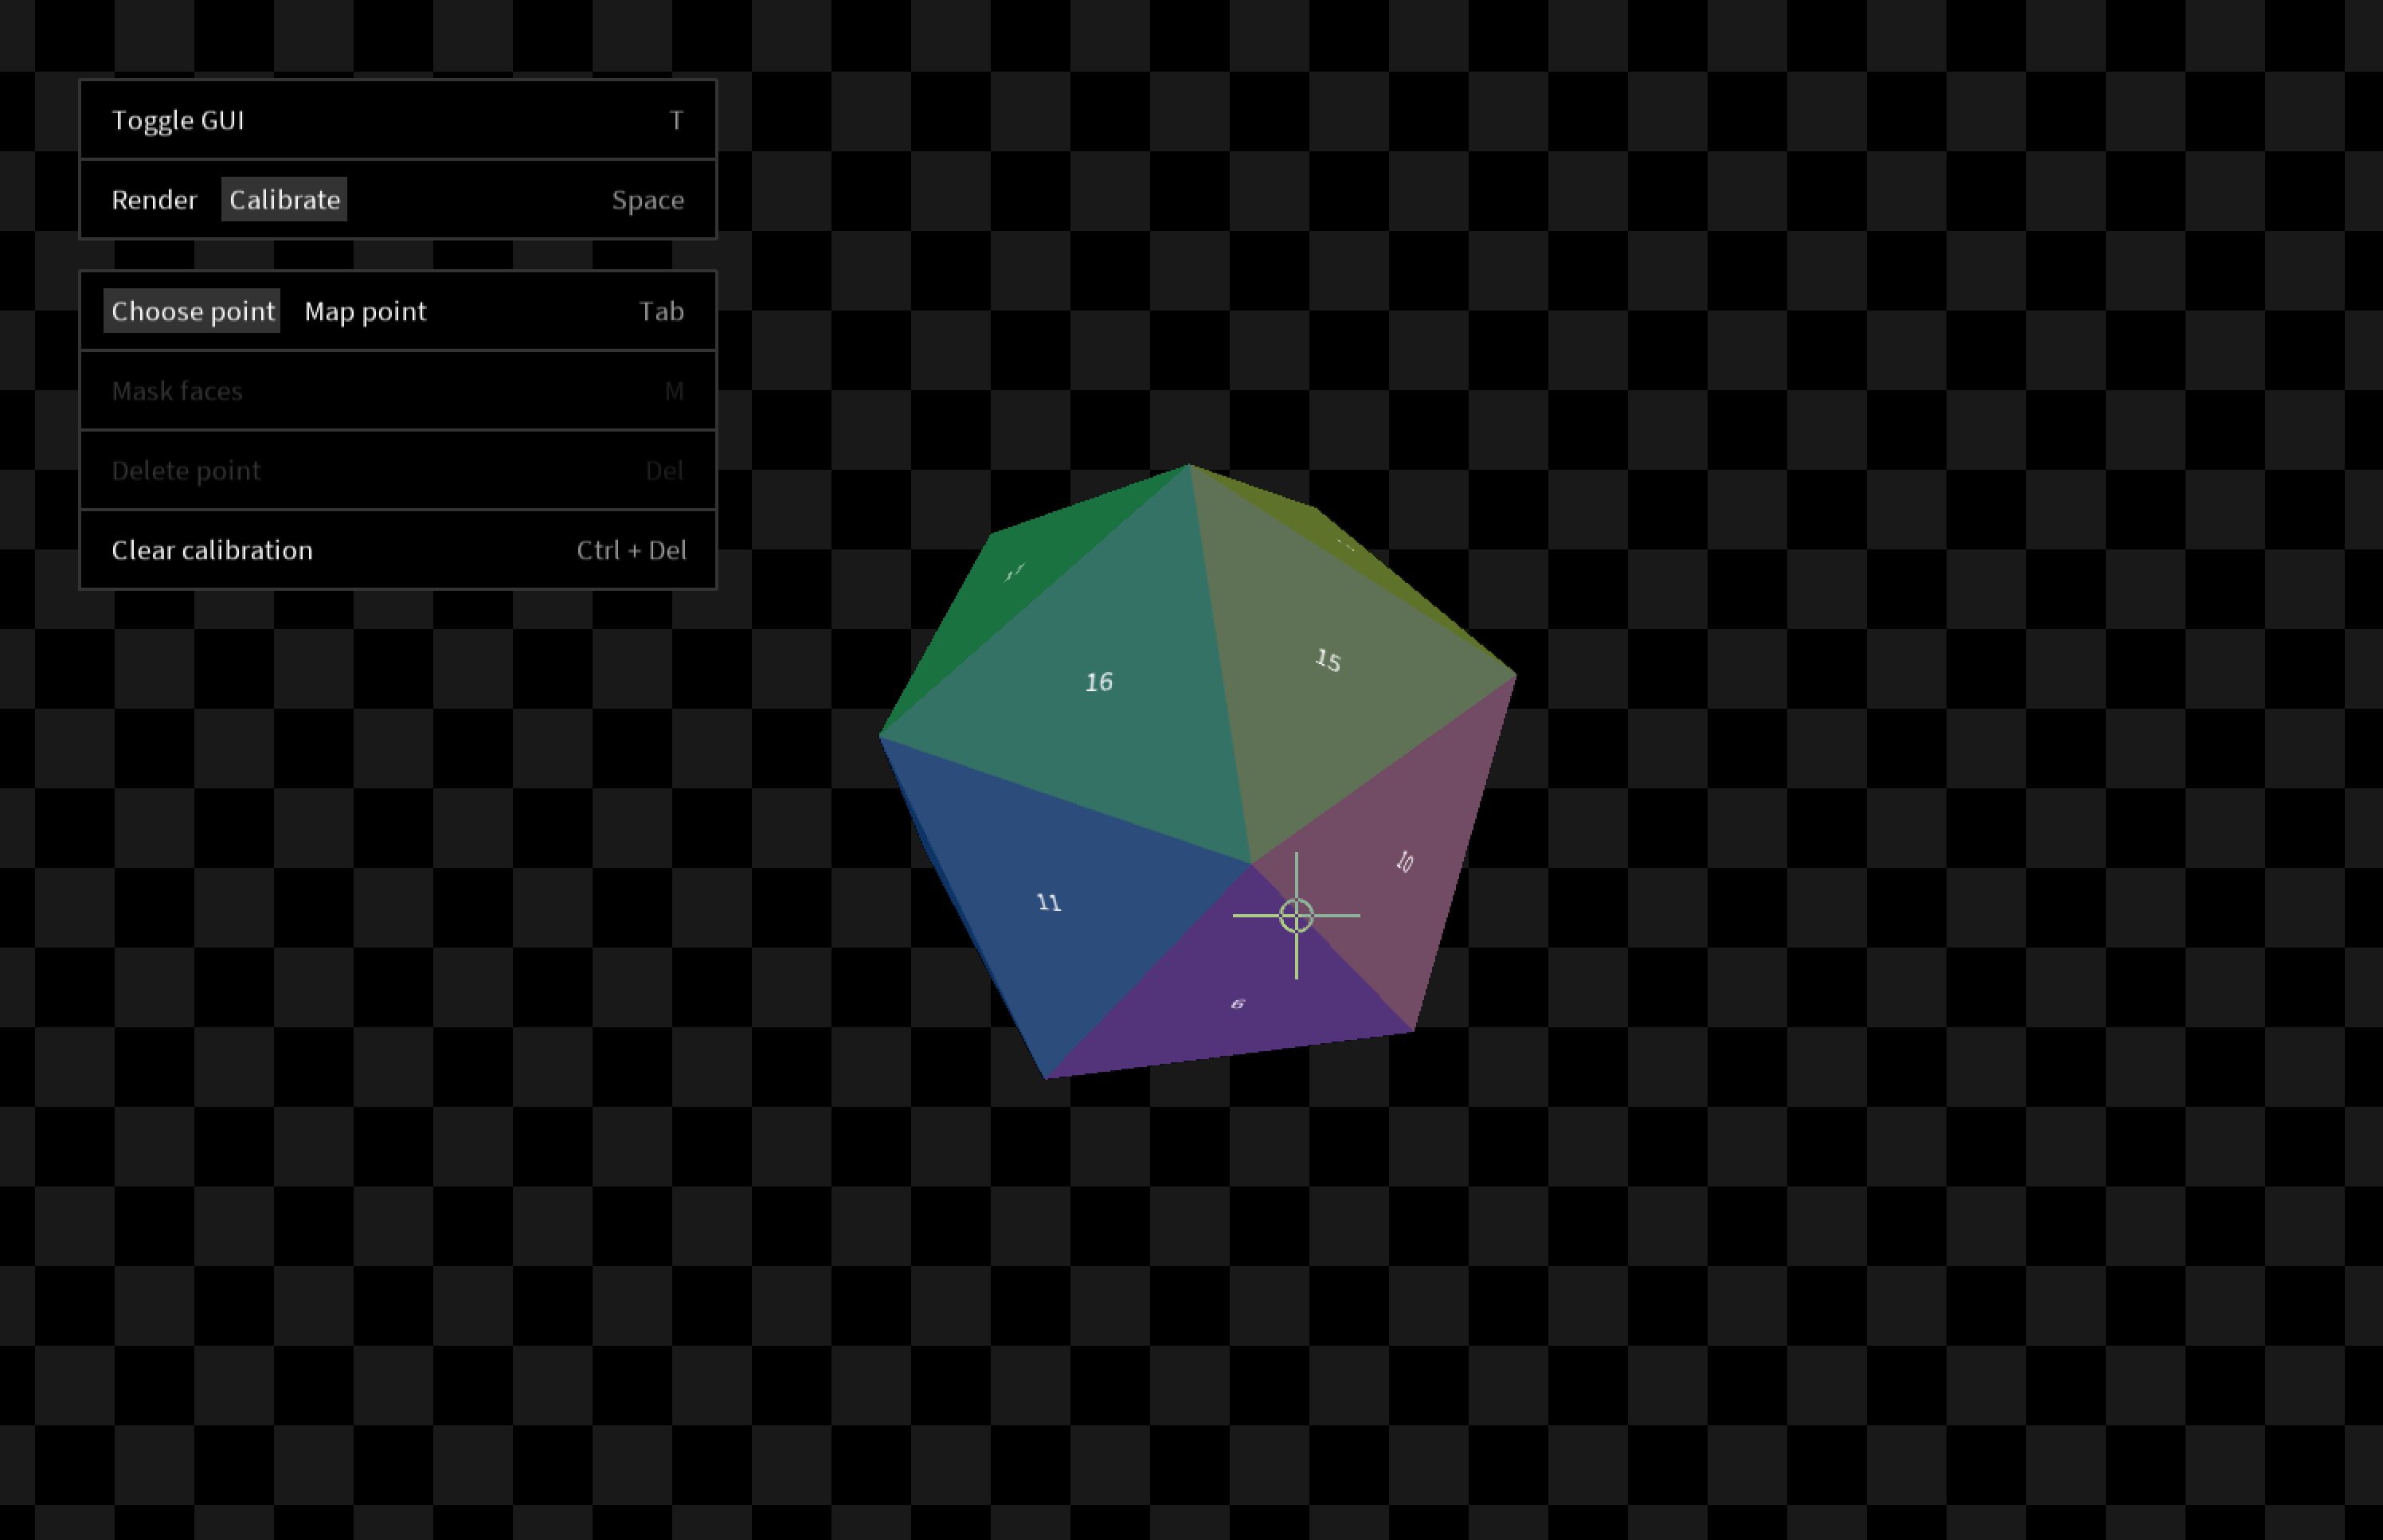 Toggle GUI T
Render Calibrate Space
Choose point Map point Tab
Mask faces M
Delete point Del
Clear calibration Ctrl + Del
15
16
10
11
6